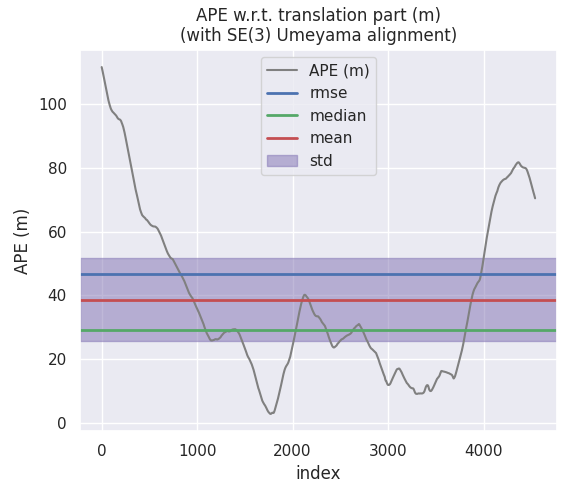 APE w.r.t. translation part (m)
(with SE(3) Umeyama alignment)
APE (m)
rmse
median
mean
std
APE (m)
100
80
60
40
20
0
0 1000 2000 3000 4000
index